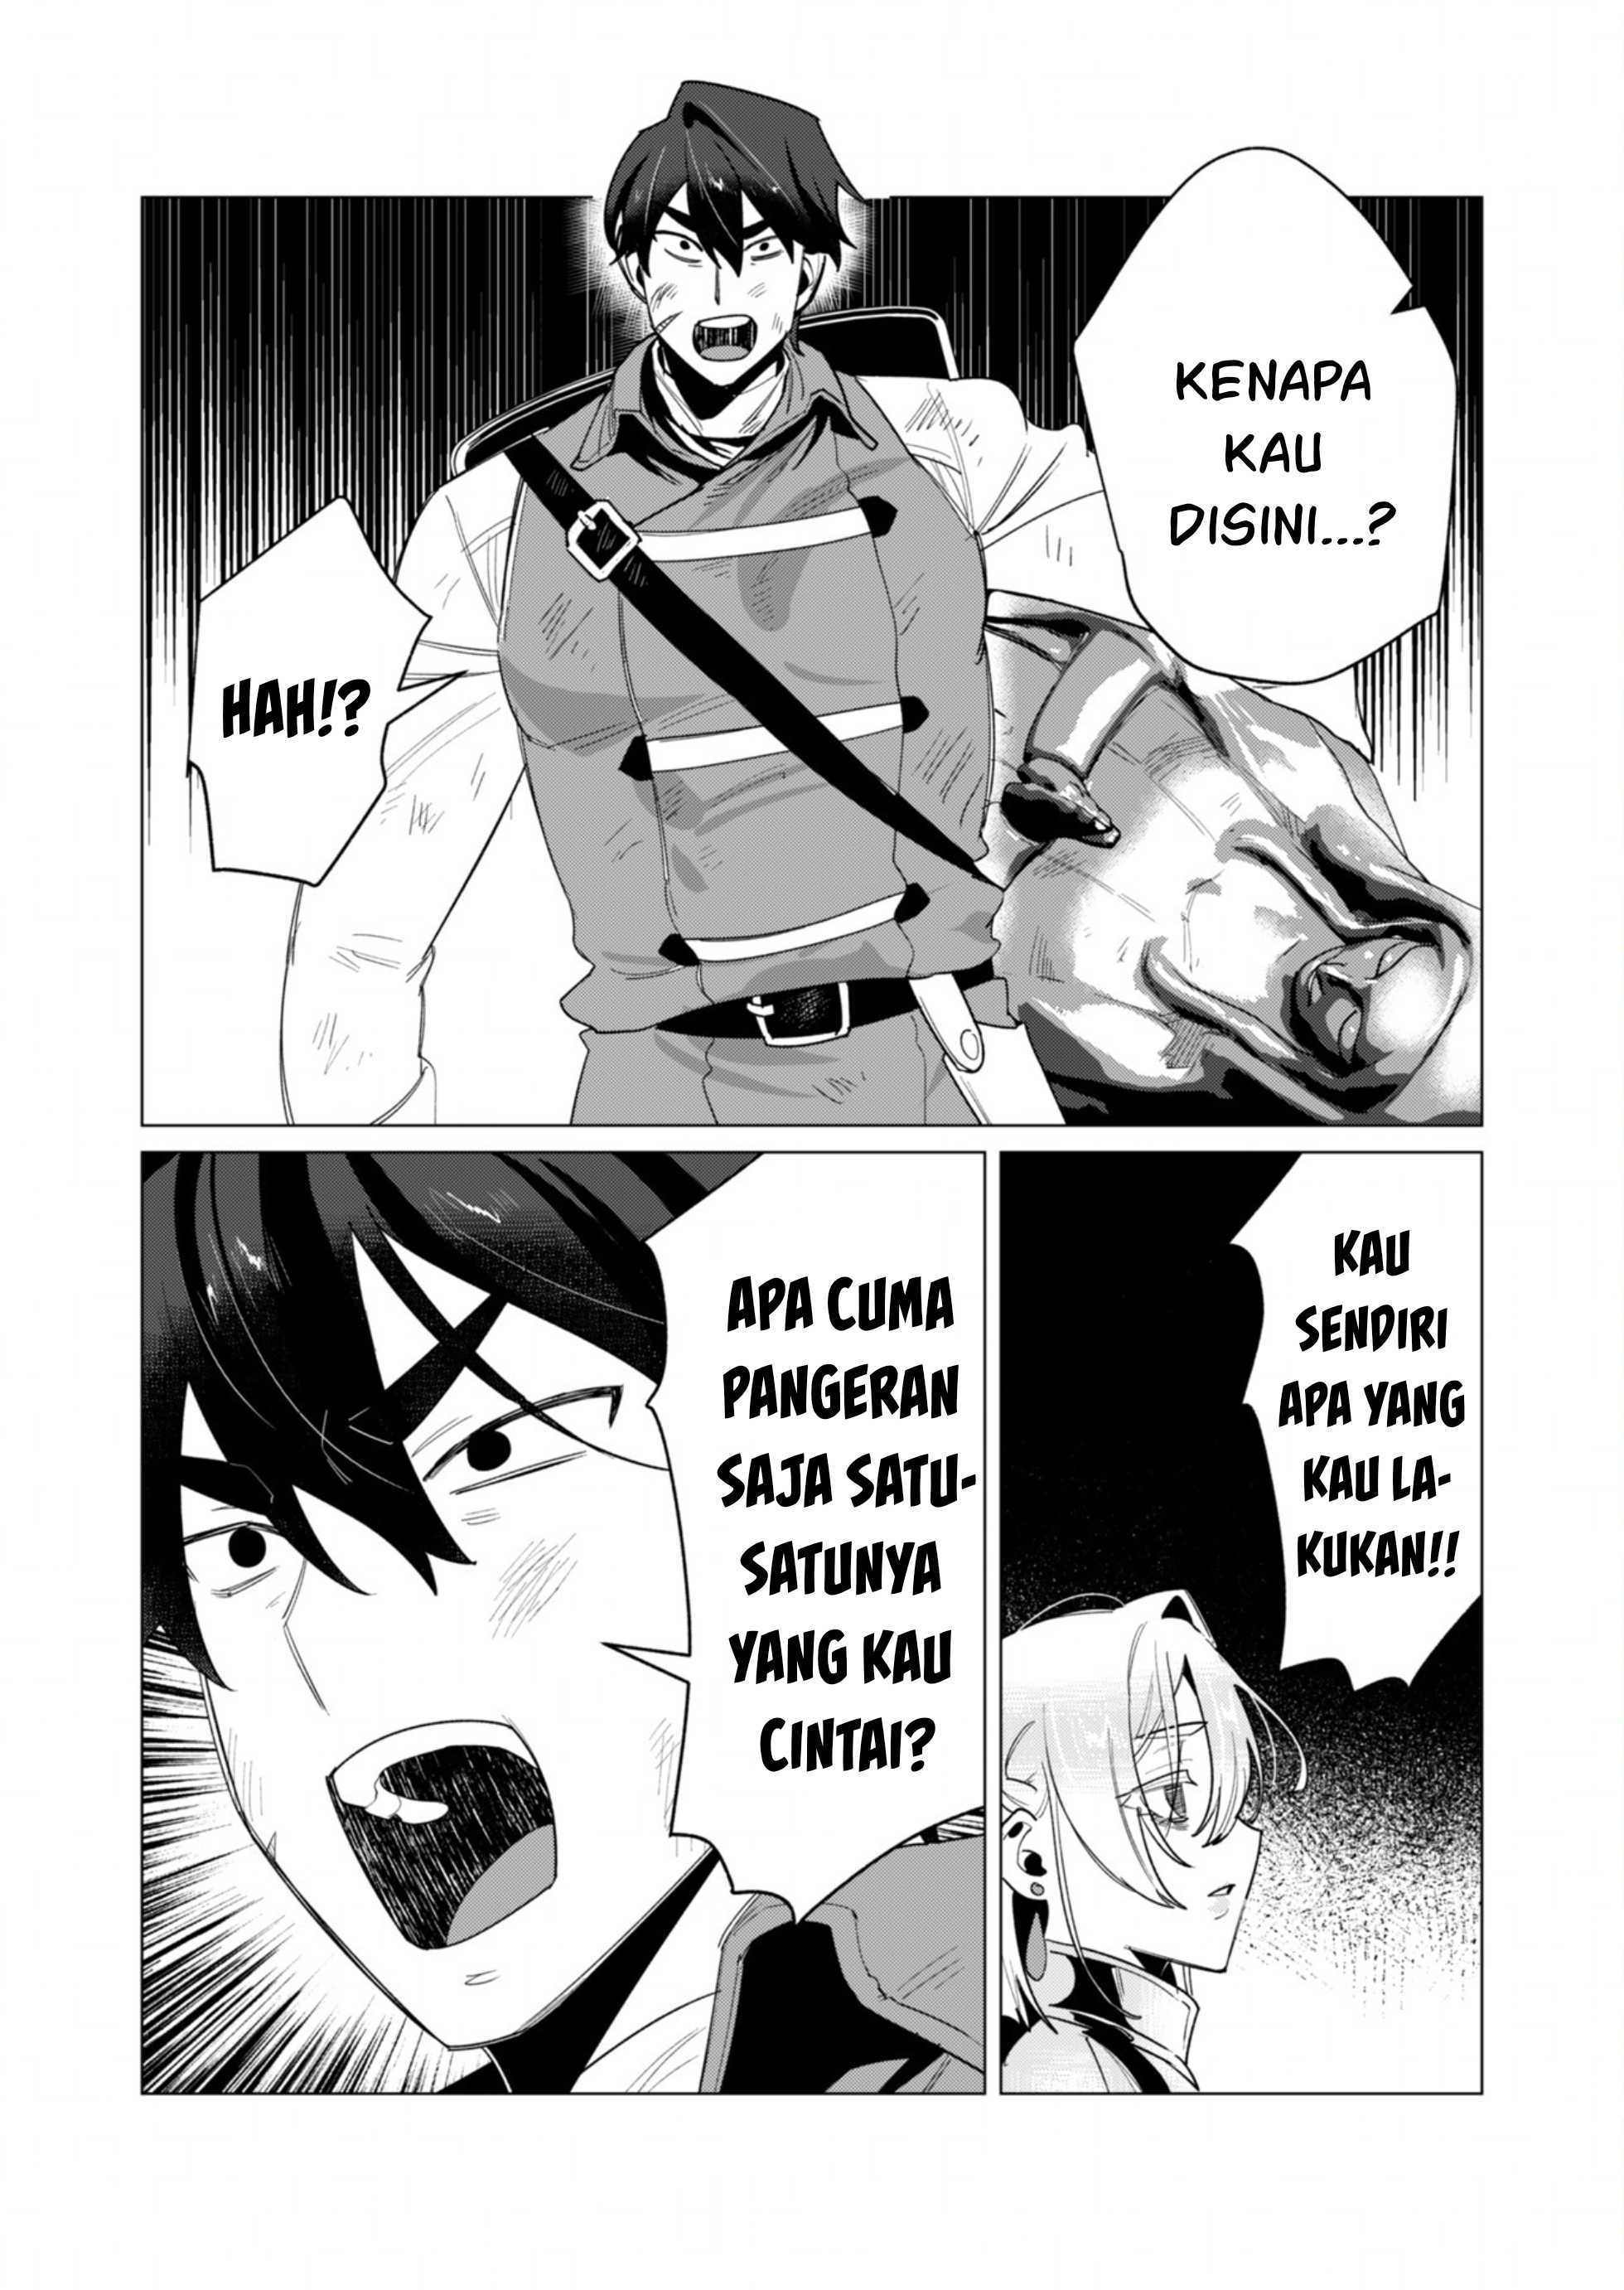 KENAPA
KAU
DISINI...?
HAH!?
KAU
SENDIRI
APA YANG
KAU LA-
KUKAN!!
APA CUMA
PANGERAN
SAJA SATU-
SATUNYA
YANG KAU
CINTAI?